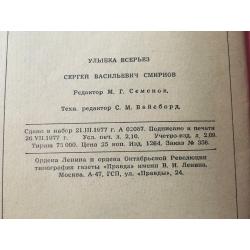 УЛЫБКА ВСЕРЬЕЗ
СЕРГЕЙ ВАСИЛЬЕВИЧ СМИРНОВ
Редактор М. Г. Семенов.
Техн. редактор С. М. Вайсборд.
Сдано в набор 21.III.1977 г. А 02087. Подписано к печати
26 VII.1977 г. Усл. печ. л. 2,10. Учетно-изд. л. 2,09.
Тираж 75 000. Цена 25 коп. Изд. № 1264. Заказ № 356.
Ордена Ленина и ордена Октябрьской Революции
типография газеты «Правда» имени В. И. Ленина.
Москва, А-47, ГСП, ул. «Правды», 24.